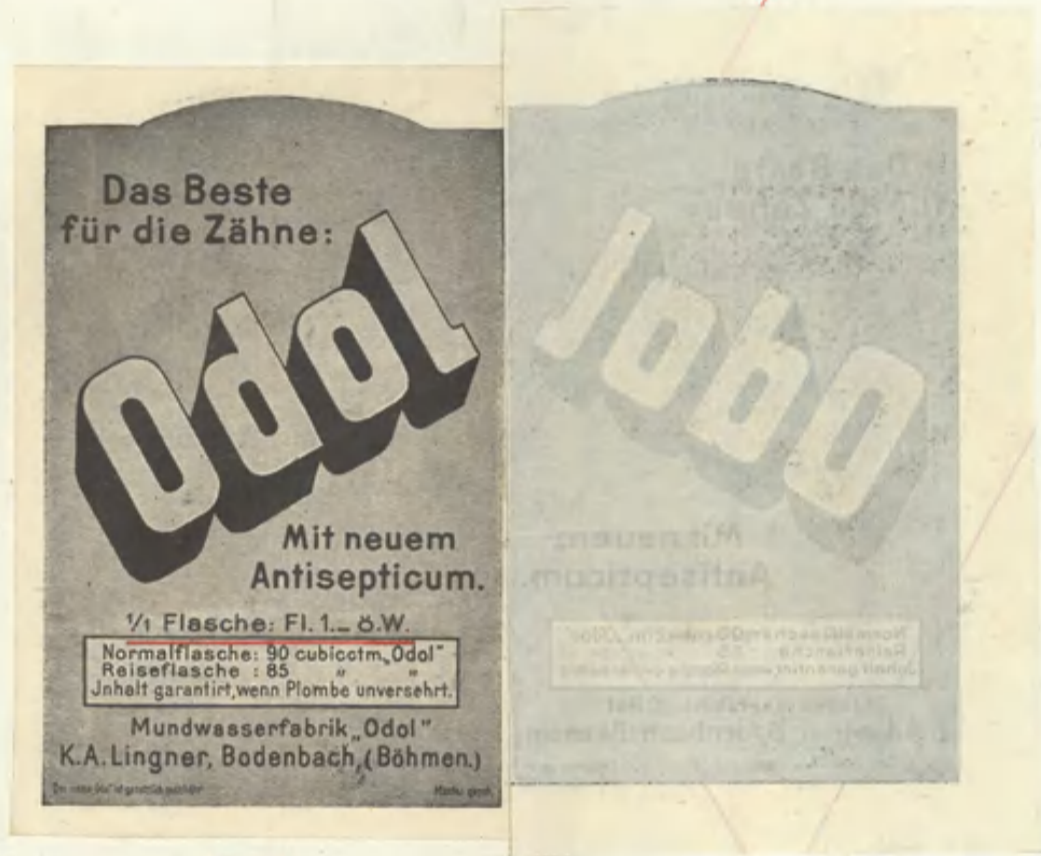 Das Beste
für die Zähne:
Odol
Mit neuem
Antisepticum.
1/1 Flasche: Fl. 1.– ö.W.
Normalflasche: 90 cubicctm. „Odol"
Reiseflasche : 85 " "
Jnhalt garantirt, wenn Plombe unversehrt.
Mundwasserfabrik „Odol"
K.A. Lingner, Bodenbach, (Böhmen.)